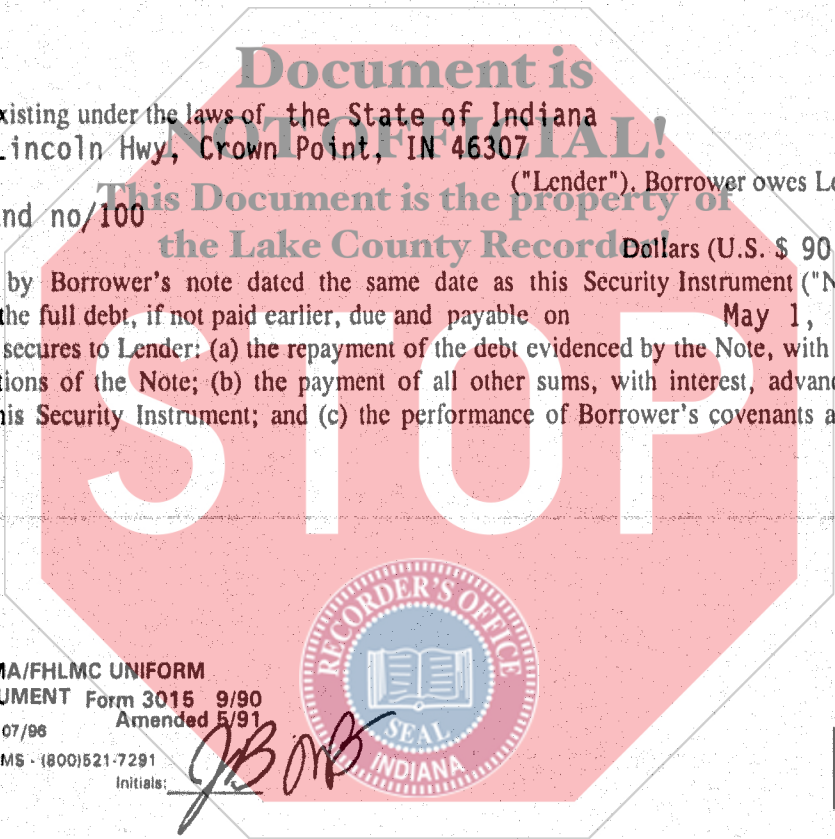 Document is
existing under the laws of the State of Indiana
NOT OFFICIAL!
Lincoln Hwy, Crown Point, IN 46307
("Lender"). Borrower owes Le
This Document is the property of
and no/100
the Lake County Recorder!
Dollars (U.S. $ 90
by Borrower's note dated the same date as this Security Instrument ("N
the full debt, if not paid earlier, due and payable on May 1,
secures to Lender: (a) the repayment of the debt evidenced by the Note, with
tions of the Note; (b) the payment of all other sums, with interest, advanc
his Security Instrument; and (c) the performance of Borrower's covenants a
STOP
RECORDER'S OFFICE
SEAL
INDIANA
MA/FHLMC UNIFORM
UMENT Form 3015 9/90
Amended 5/91
07/96
MS - (800)521-7291
Initials: JB